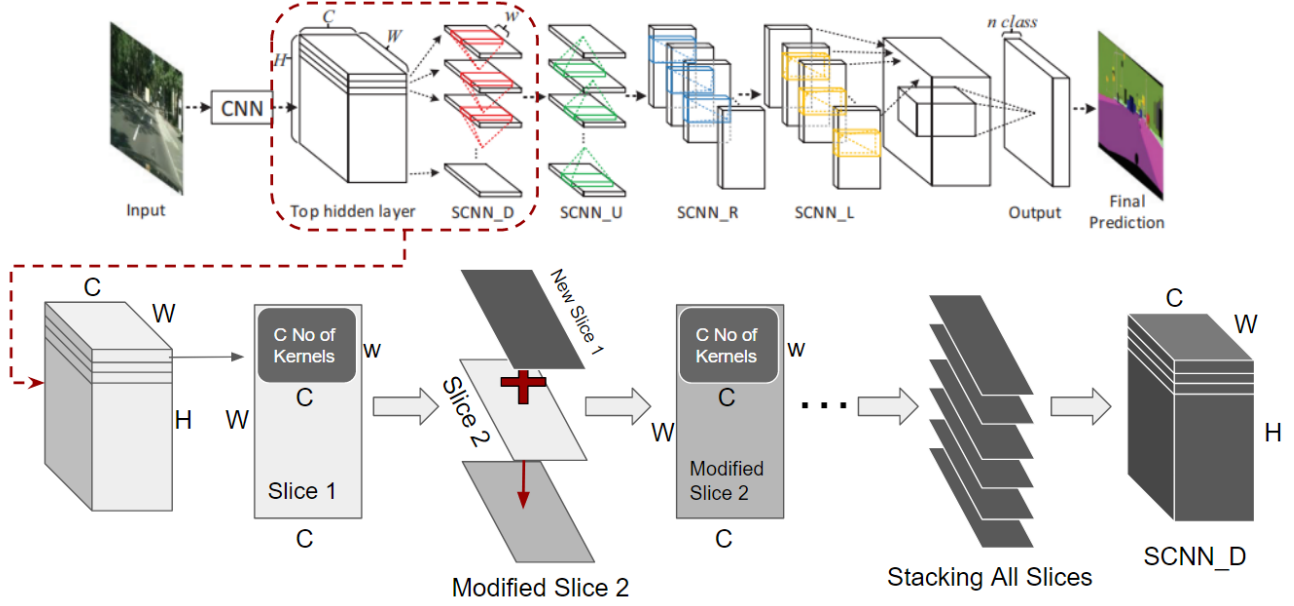 C
W
H
w
n class
CNN
Input
Top hidden layer
SCNN_D
SCNN_U
SCNN_R
SCNN_L
Output
Final
Prediction
C
W
H
C No of
Kernels
w
C
W
Slice 1
C
New Slice 1
Slice 2
Modified Slice 2
C No of
Kernels
w
C
W
Modified
Slice 2
C
...
Stacking All Slices
C
W
H
SCNN_D